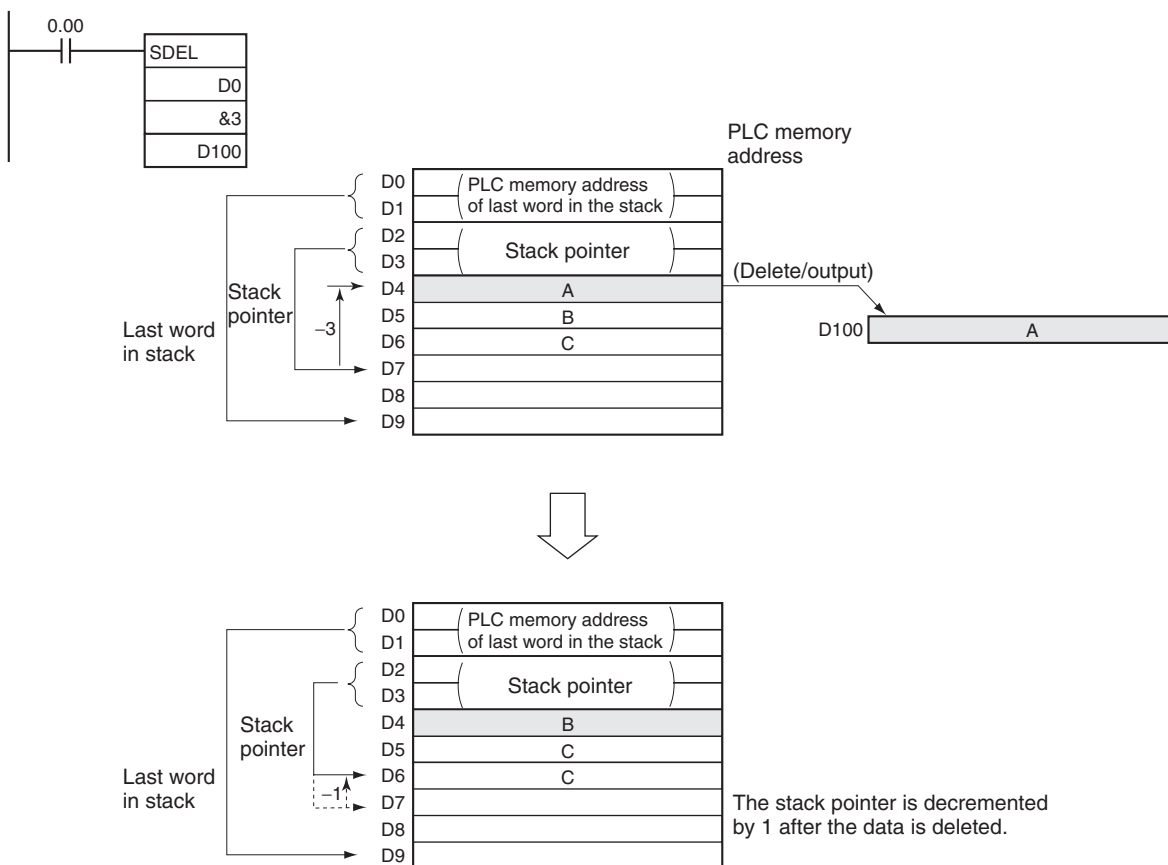 0.00
SDEL
D0
&3
D100
PLC memory
address
D0
D1
D2
D3
D4
D5
D6
D7
D8
D9
(PLC memory address
of last word in the stack)
(Stack pointer)
A
B
C
Stack
pointer
−3
Last word
in stack
(Delete/output)
D100
A
D0
D1
D2
D3
D4
D5
D6
D7
D8
D9
(PLC memory address
of last word in the stack)
(Stack pointer)
B
C
C
Stack
pointer
−1
Last word
in stack
The stack pointer is decremented
by 1 after the data is deleted.